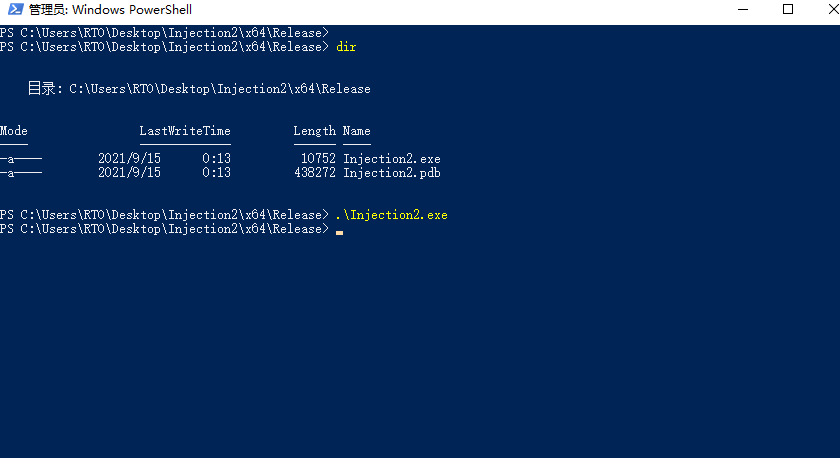 管理员: Windows PowerShell
PS C:\Users\RTO\Desktop\Injection2\x64\Release>
PS C:\Users\RTO\Desktop\Injection2\x64\Release> dir
目录: C:\Users\RTO\Desktop\Injection2\x64\Release
Mode LastWriteTime Length Name
---- ------------- ------ ----
-a---- 2021/9/15 0:13 10752 Injection2.exe
-a---- 2021/9/15 0:13 438272 Injection2.pdb
PS C:\Users\RTO\Desktop\Injection2\x64\Release> .\Injection2.exe
PS C:\Users\RTO\Desktop\Injection2\x64\Release>